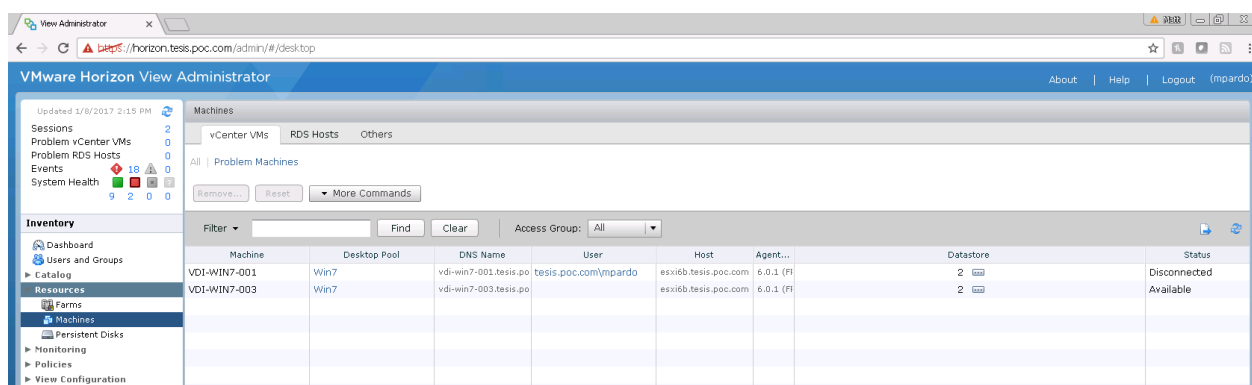 View Administrator
https://horizon.tesis.poc.com/admin/#/desktop
VMware Horizon View Administrator
About | Help | Logout (mpardo)
Updated 1/8/2017 2:15 PM
Sessions 2
Problem vCenter VMs 0
Problem RDS Hosts 0
Events 18 0
System Health
9 2 0 0
Inventory
Dashboard
Users and Groups
Catalog
Resources
Farms
Machines
Persistent Disks
Monitoring
Policies
View Configuration
Machines
vCenter VMs RDS Hosts Others
All | Problem Machines
Remove... Reset More Commands
Filter Find Clear Access Group: All
Machine Desktop Pool DNS Name User Host Agent... Datastore Status
VDI-WIN7-001 Win7 vdi-win7-001.tesis.po tesis.poc.com\mpardo esxi6b.tesis.poc.com 6.0.1 (FI 2 Disconnected
VDI-WIN7-003 Win7 vdi-win7-003.tesis.po esxi6b.tesis.poc.com 6.0.1 (FI 2 Available